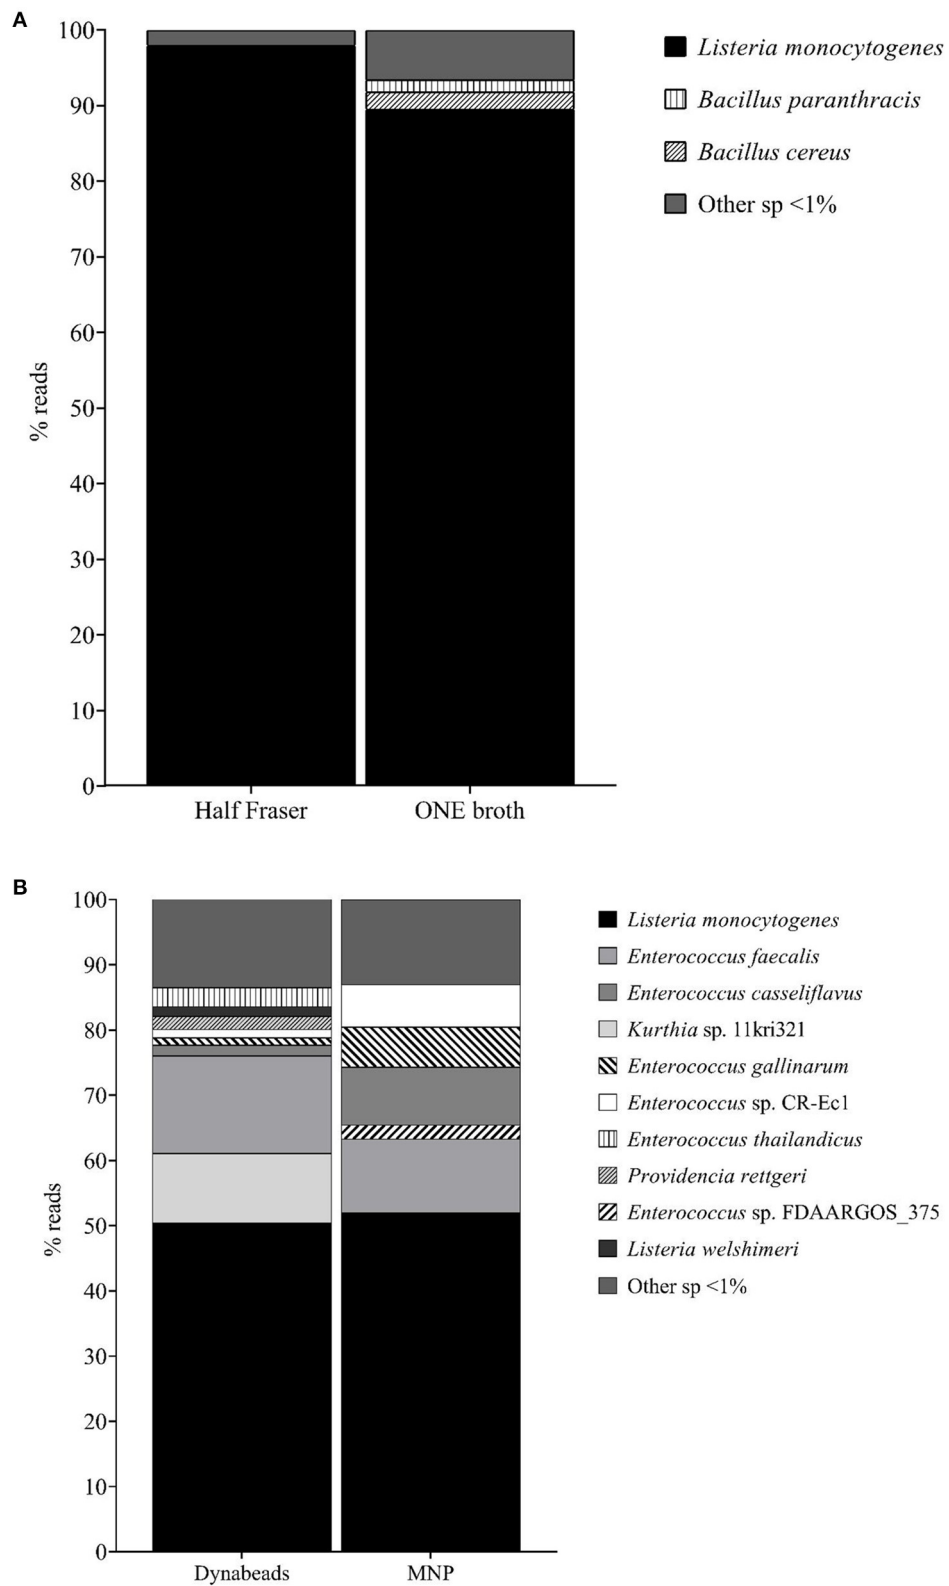 A
100
90
80
70
60
50
40
30
20
10
0
% reads
Half Fraser
ONE broth
Listeria monocytogenes
Bacillus paranthracis
Bacillus cereus
Other sp <1%
B
100
90
80
70
60
50
40
30
20
10
0
% reads
Dynabeads
MNP
Listeria monocytogenes
Enterococcus faecalis
Enterococcus casseliflavus
Kurthia sp. 11kri321
Enterococcus gallinarum
Enterococcus sp. CR-Ec1
Enterococcus thailandicus
Providencia rettgeri
Enterococcus sp. FDAARGOS_375
Listeria welshimeri
Other sp <1%